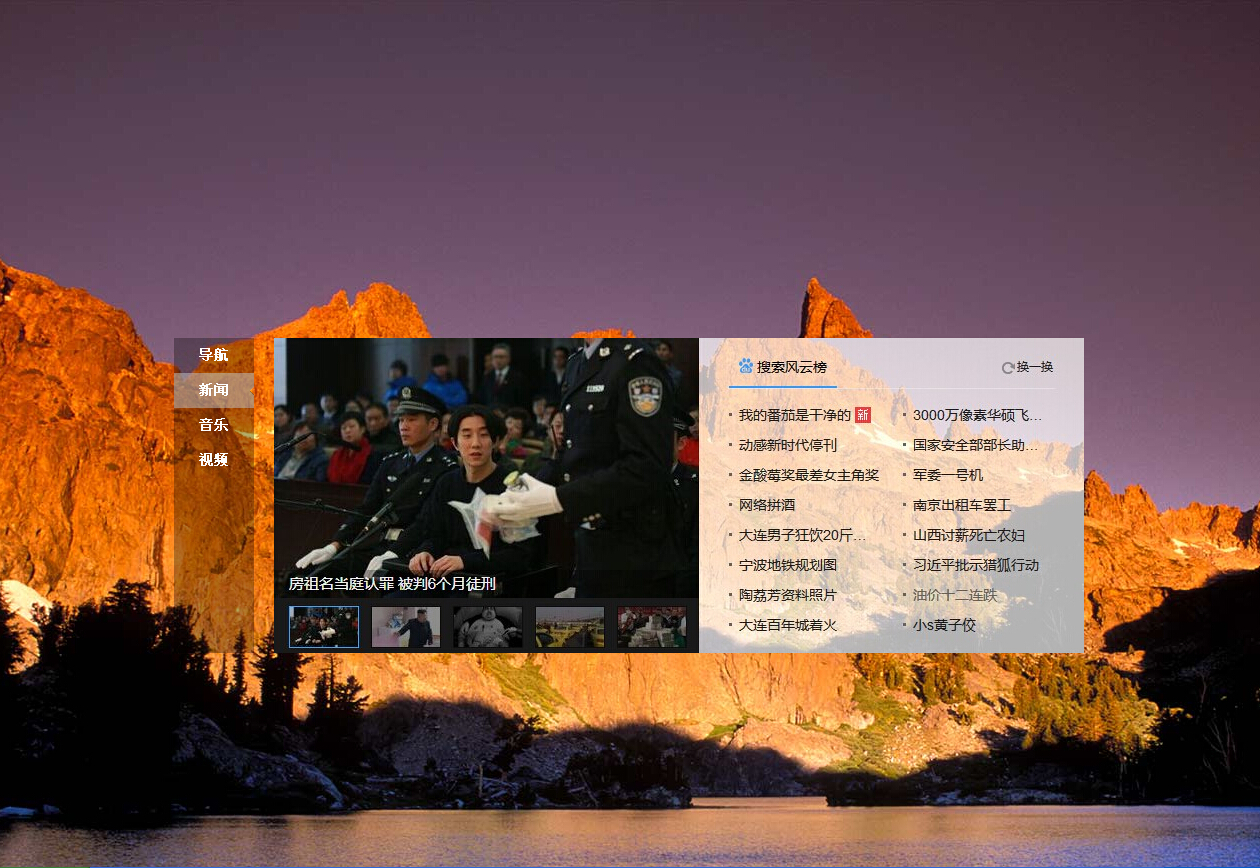 导航
新闻
音乐
视频
房祖名当庭认罪 被判6个月徒刑
搜索风云榜
换一换
我的番茄是干净的 新
3000万像素华硕飞...
动感新时代停刊
国家安全部部长助...
金酸莓奖最差女主角奖
军委一号机
网络拼酒
南京出租车罢工
大连男子狂饮20斤...
山西讨薪死亡农妇
宁波地铁规划图
习近平批示猎狐行动
陶荔芳资料照片
油价十二连跌
大连百年城着火
小s黄子佼